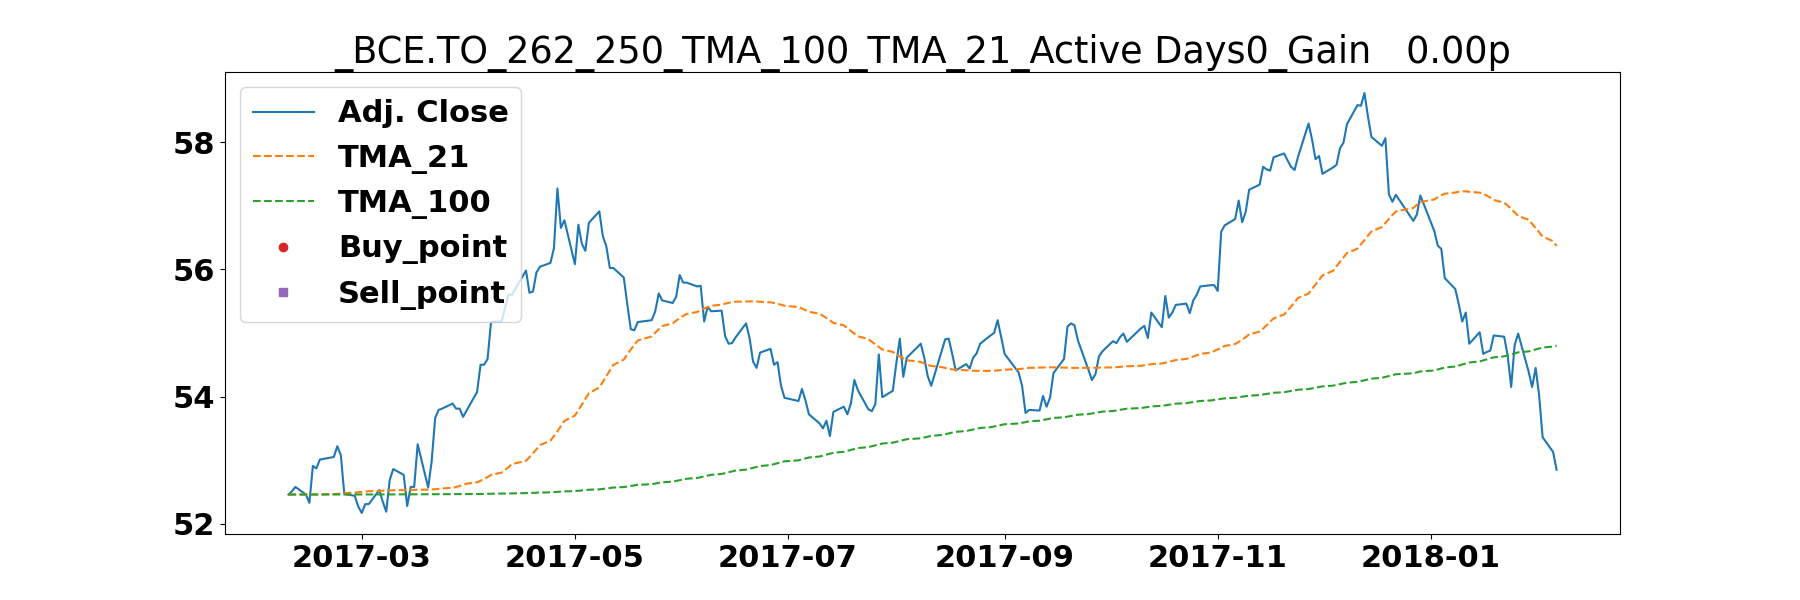 _BCE.TO_262_250_TMA_100_TMA_21_Active Days0_Gain   0.00p
Adj. Close
TMA_21
TMA_100
Buy_point
Sell_point
58
56
54
52
2017-03
2017-05
2017-07
2017-09
2017-11
2018-01